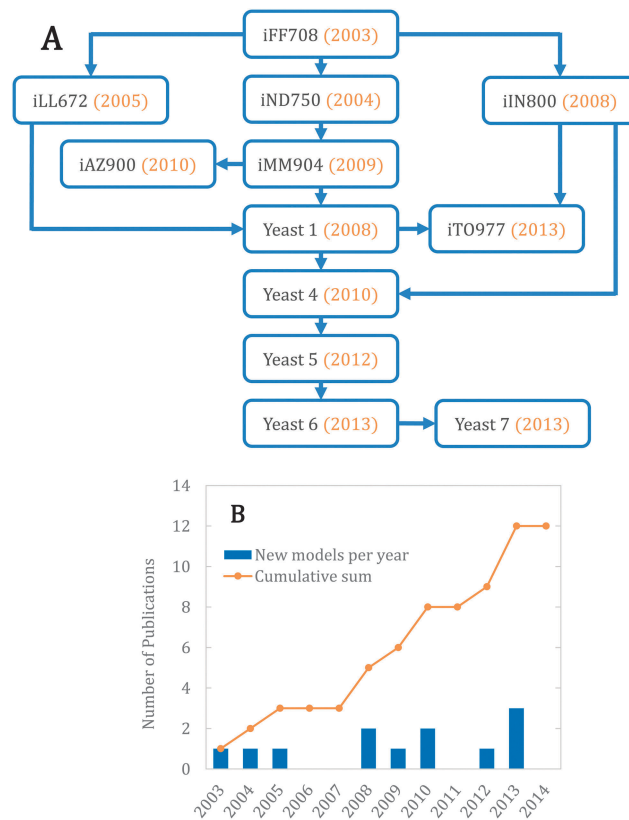 A
iFF708 (2003)
iLL672 (2005)
iND750 (2004)
iIN800 (2008)
iAZ900 (2010)
iMM904 (2009)
Yeast 1 (2008)
iTO977 (2013)
Yeast 4 (2010)
Yeast 5 (2012)
Yeast 6 (2013)
Yeast 7 (2013)
B
New models per year
Cumulative sum
Number of Publications
14
12
10
8
6
4
2
0
2003
2004
2005
2006
2007
2008
2009
2010
2011
2012
2013
2014